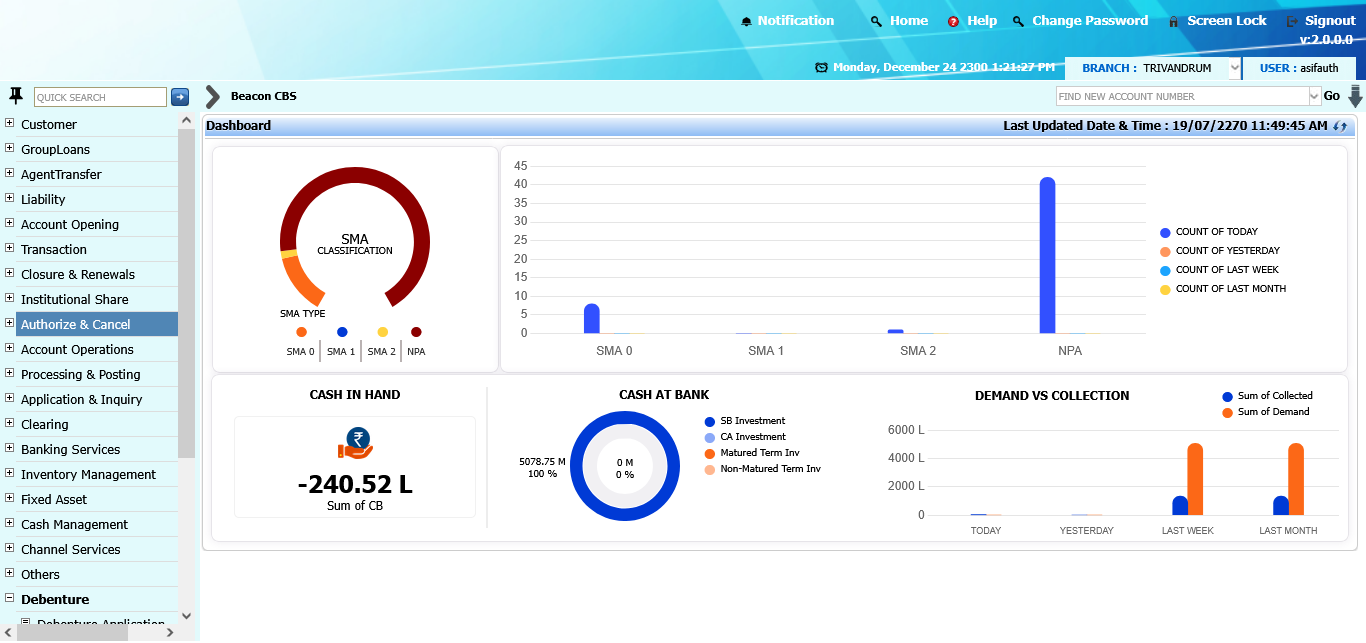 Notification Home Help Change Password Screen Lock Signout
v:2.0.0.0
Monday, December 24 2300 1:21:27 PM BRANCH : TRIVANDRUM USER : asifauth
QUICK SEARCH Beacon CBS FIND NEW ACCOUNT NUMBER Go
Customer
GroupLoans
AgentTransfer
Liability
Account Opening
Transaction
Closure & Renewals
Institutional Share
Authorize & Cancel
Account Operations
Processing & Posting
Application & Inquiry
Clearing
Banking Services
Inventory Management
Fixed Asset
Cash Management
Channel Services
Others
Debenture
Debenture Application
Dashboard Last Updated Date & Time : 19/07/2270 11:49:45 AM
SMA
CLASSIFICATION
SMA TYPE
SMA 0 SMA 1 SMA 2 NPA
45
40
35
30
25
20
15
10
5
0
SMA 0 SMA 1 SMA 2 NPA
COUNT OF TODAY
COUNT OF YESTERDAY
COUNT OF LAST WEEK
COUNT OF LAST MONTH
CASH IN HAND
₹
-240.52 L
Sum of CB
CASH AT BANK
5078.75 M
100 %
0 M
0 %
SB Investment
CA Investment
Matured Term Inv
Non-Matured Term Inv
DEMAND VS COLLECTION
Sum of Collected
Sum of Demand
6000 L
4000 L
2000 L
0
TODAY YESTERDAY LAST WEEK LAST MONTH